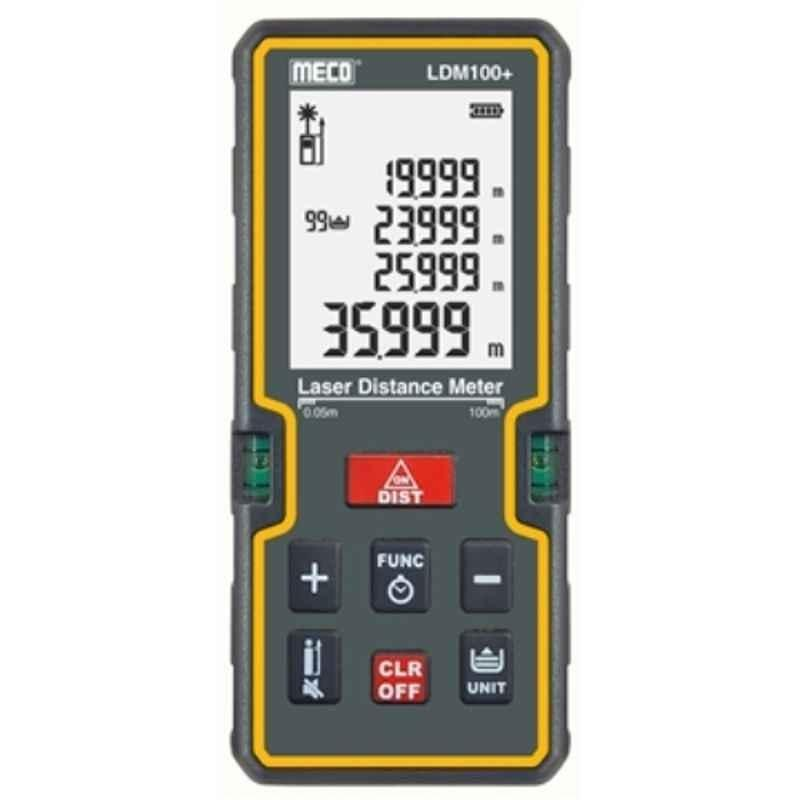 MECO® LDM100+
19.999 m
99 23.999 m
25.999 m
35.999 m
Laser Distance Meter
0.05m 100m
ON
DIST
+ FUNC −
CLR
OFF
UNIT